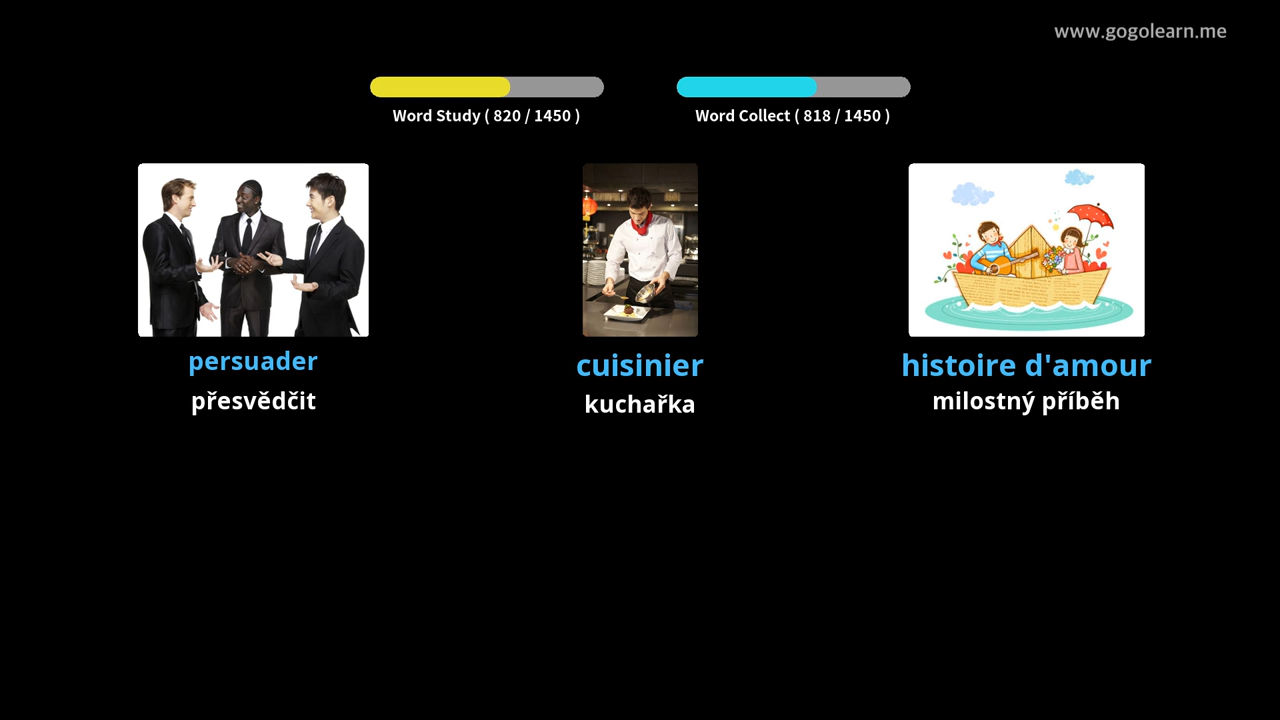 www.gogolearn.me
Word Study ( 820 / 1450 )
Word Collect ( 818 / 1450 )
persuader
přesvědčit
cuisinier
kuchařka
histoire d'amour
milostný příběh